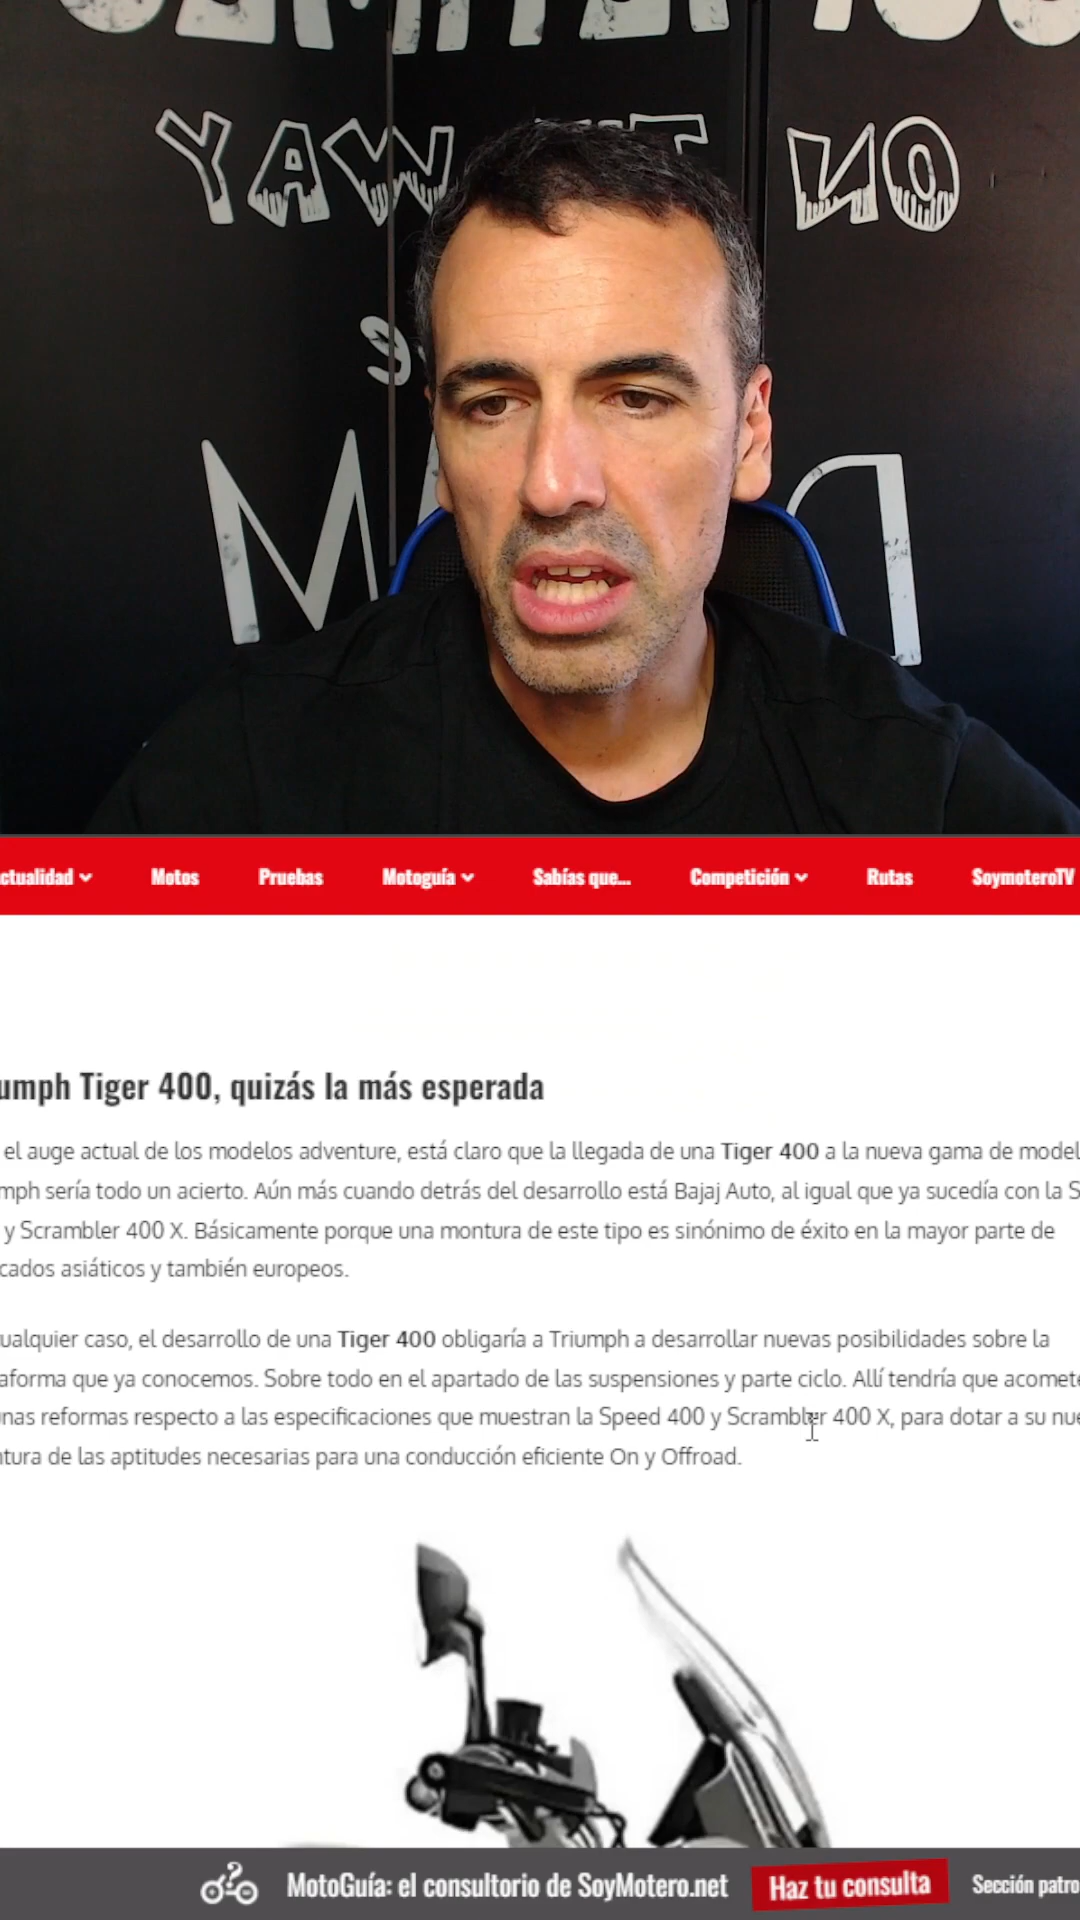 YAW
NO
ctualidad Motos Pruebas Motoguía Sabías que... Competición Rutas SoymoteroTV
umph Tiger 400, quizás la más esperada
el auge actual de los modelos adventure, está claro que la llegada de una Tiger 400 a la nueva gama de model
mph sería todo un acierto. Aún más cuando detrás del desarrollo está Bajaj Auto, al igual que ya sucedía con la S
y Scrambler 400 X. Básicamente porque una montura de este tipo es sinónimo de éxito en la mayor parte de
cados asiáticos y también europeos.
ualquier caso, el desarrollo de una Tiger 400 obligaría a Triumph a desarrollar nuevas posibilidades sobre la
aforma que ya conocemos. Sobre todo en el apartado de las suspensiones y parte ciclo. Allí tendría que acomete
unas reformas respecto a las especificaciones que muestran la Speed 400 y Scrambler 400 X, para dotar a su nue
ntura de las aptitudes necesarias para una conducción eficiente On y Offroad.
MotoGuía: el consultorio de SoyMotero.net Haz tu consulta Sección patro